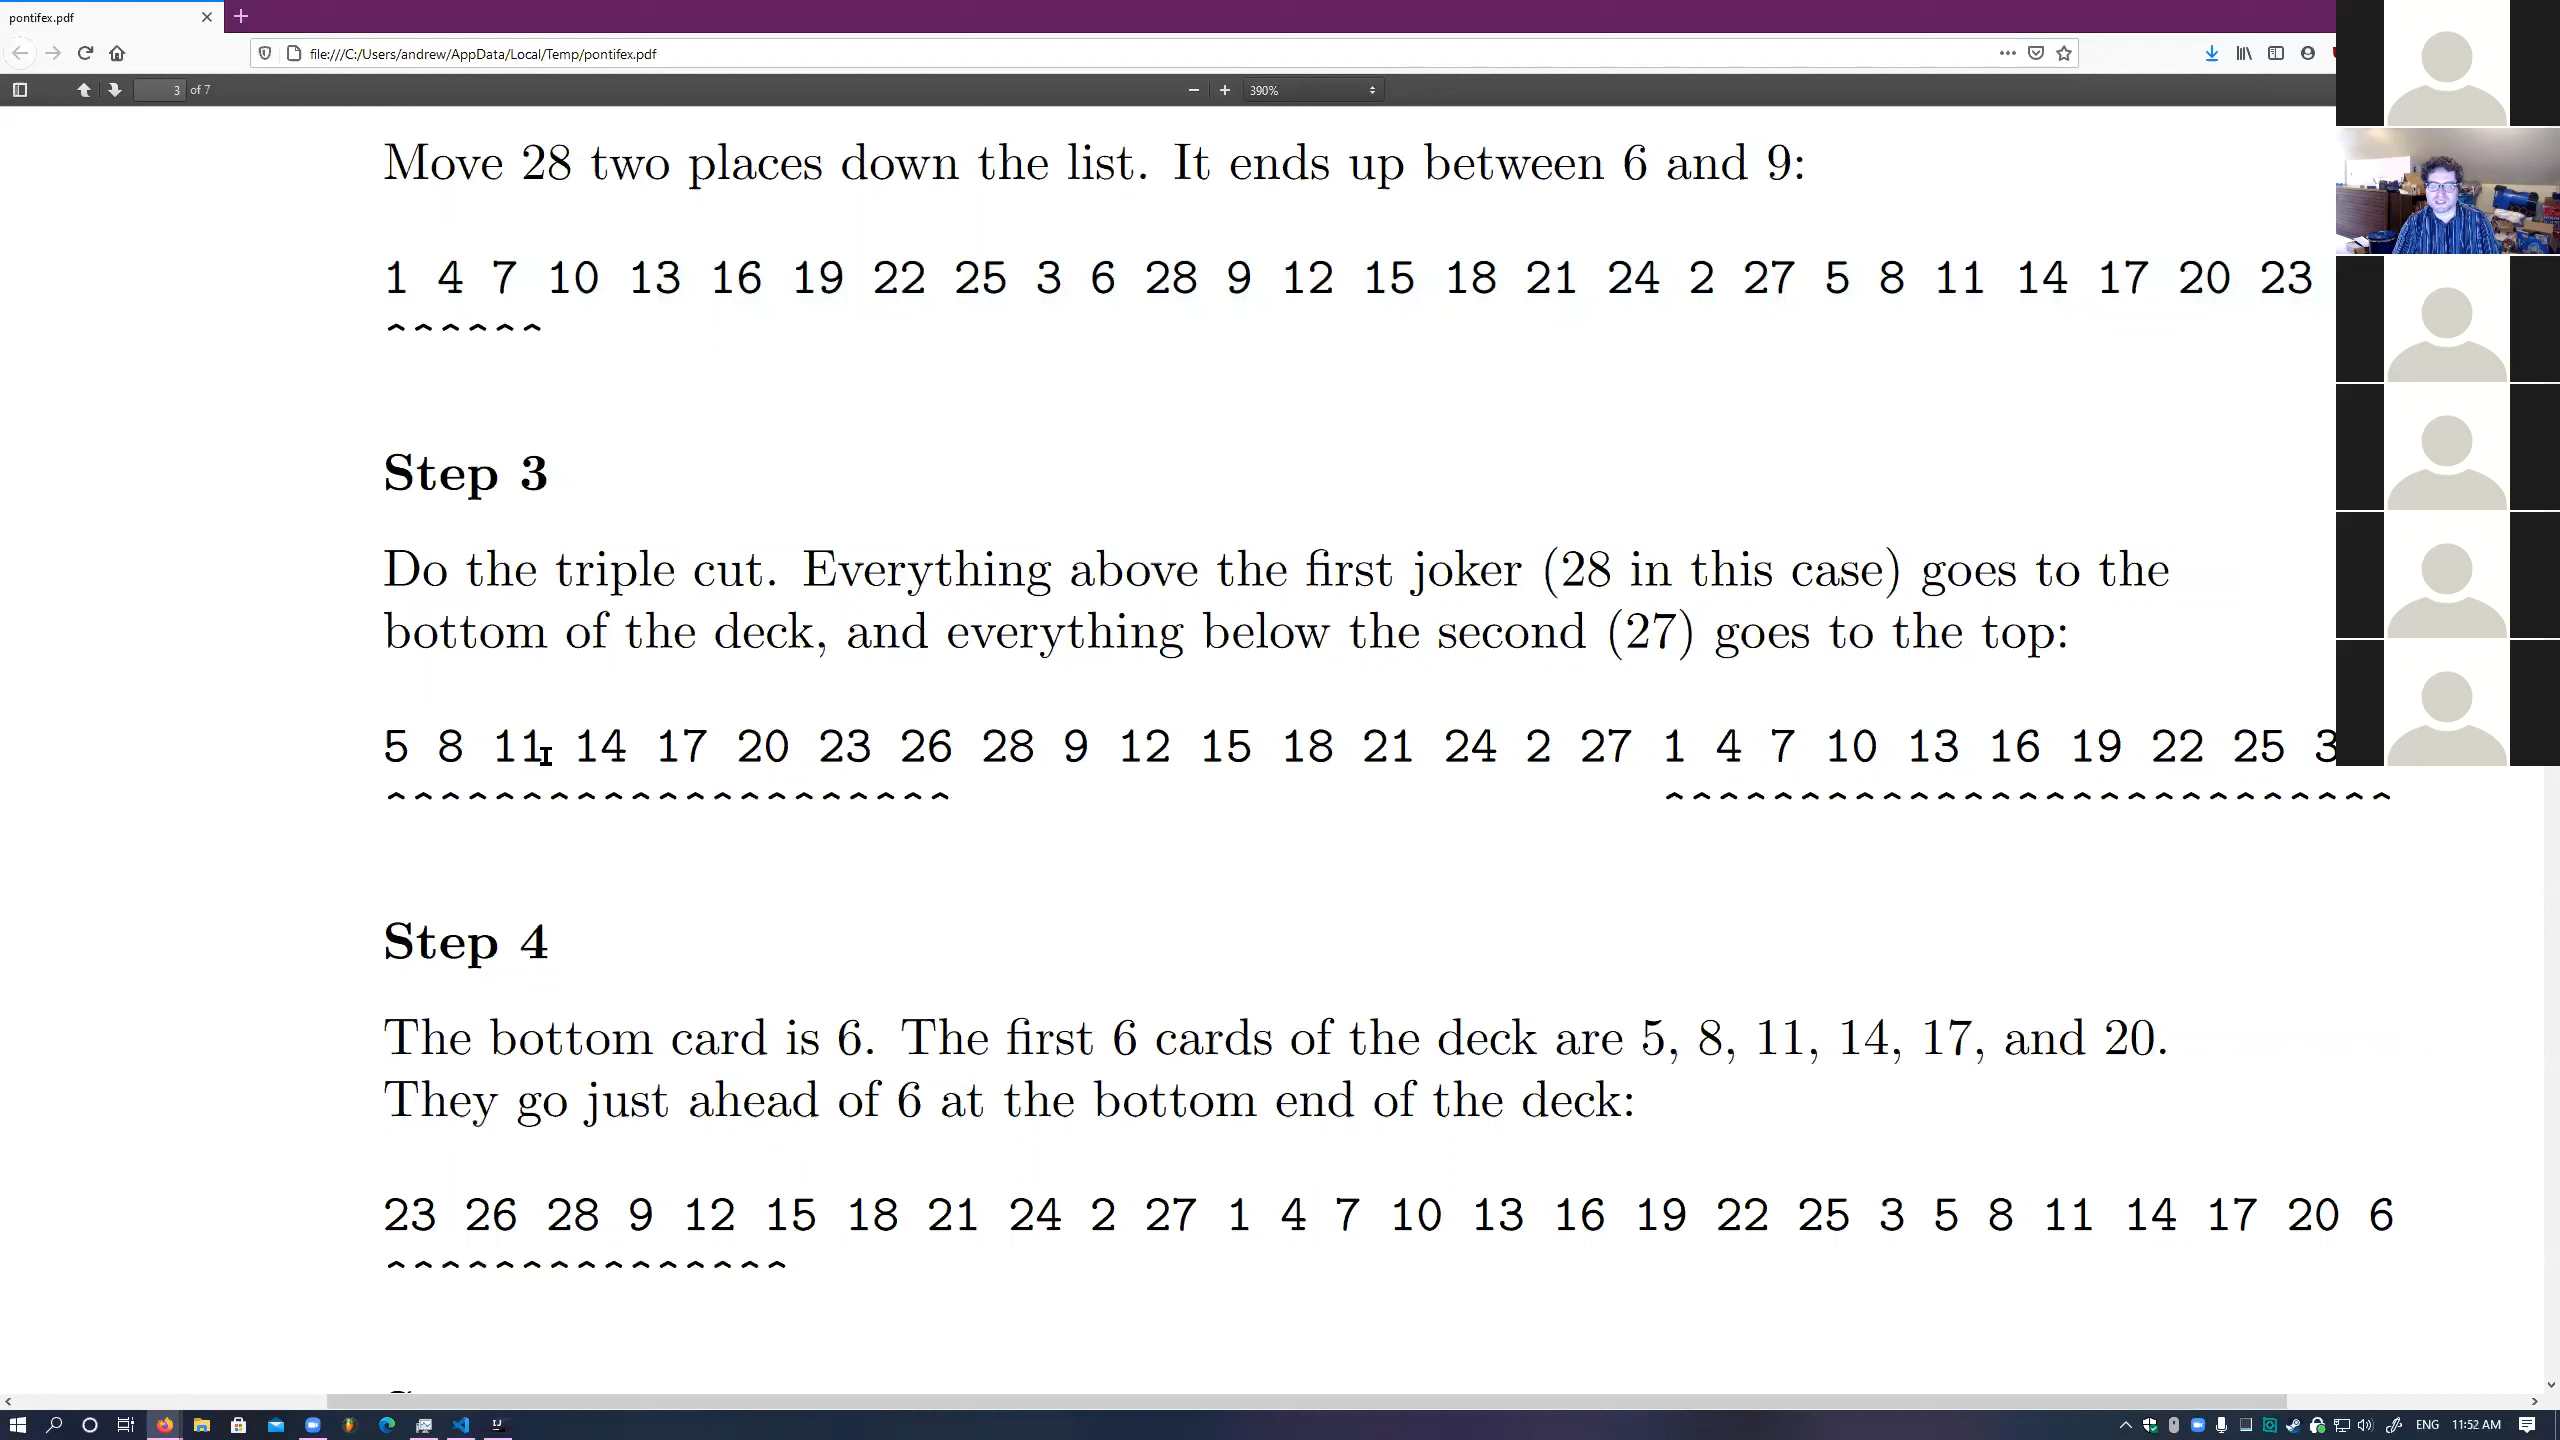 pontifex.pdf
file:///C:/Users/andrew/AppData/Local/Temp/pontifex.pdf
3 of 7
390%
Move 28 two places down the list. It ends up between 6 and 9:
1 4 7 10 13 16 19 22 25 3 6 28 9 12 15 18 21 24 2 27 5 8 11 14 17 20 23
^^^^^^
Step 3
Do the triple cut. Everything above the first joker (28 in this case) goes to the
bottom of the deck, and everything below the second (27) goes to the top:
5 8 11 14 17 20 23 26 28 9 12 15 18 21 24 2 27 1 4 7 10 13 16 19 22 25 3
^^^^^^^^^^^^^^^^^^^^^ ^^^^^^^^^^^^^^^^^^^^^^^^^^^
Step 4
The bottom card is 6. The first 6 cards of the deck are 5, 8, 11, 14, 17, and 20.
They go just ahead of 6 at the bottom end of the deck:
23 26 28 9 12 15 18 21 24 2 27 1 4 7 10 13 16 19 22 25 3 5 8 11 14 17 20 6
^^^^^^^^^^^^^^^
ENG 11:52 AM